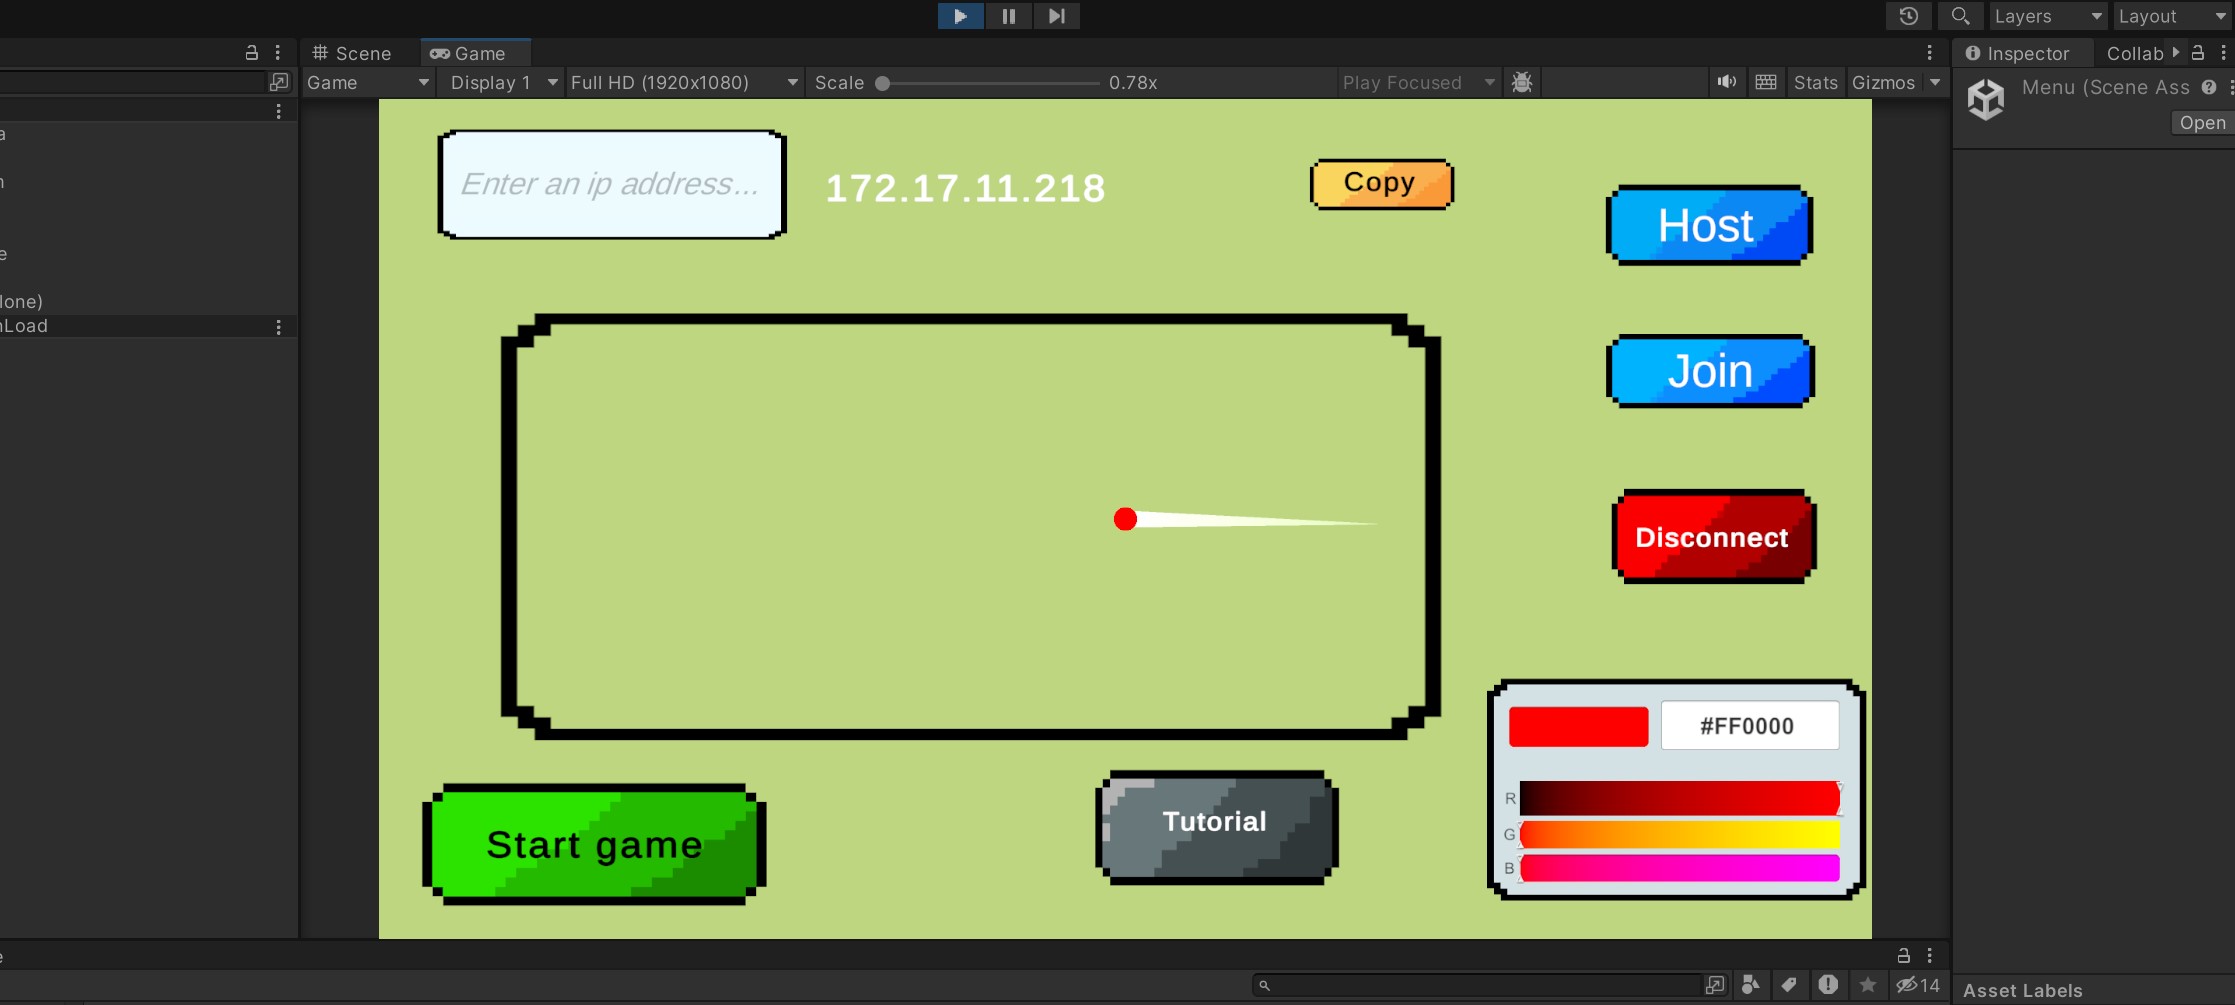 Layers
Layout
Scene
Game
Inspector
Collab
Game
Display 1
Full HD (1920x1080)
Scale
0.78x
Play Focused
Stats
Gizmos
Menu (Scene Ass
Open
a
n
e
lone)
nLoad
Enter an ip address...
172.17.11.218
Copy
Host
Join
Disconnect
#FF0000
R
G
B
Start game
Tutorial
e
14
Asset Labels